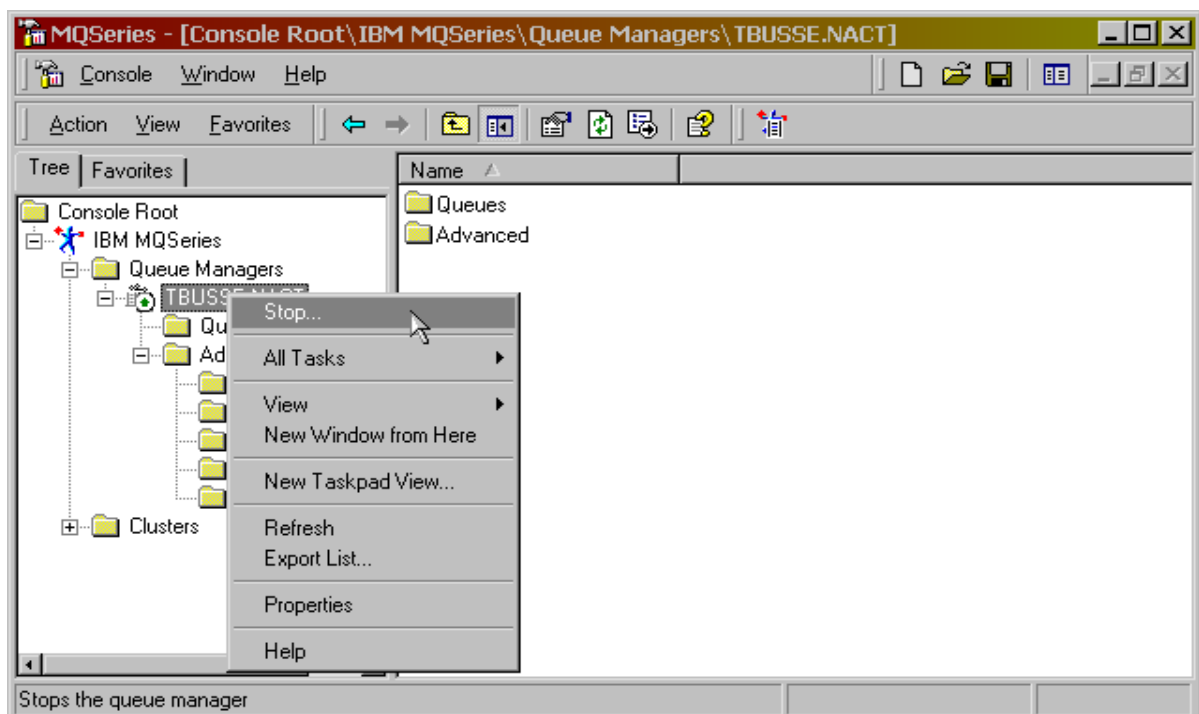 MQSeries - [Console Root\IBM MQSeries\Queue Managers\TBUSSE.NACT]
Console Window Help
Action View Favorites
Tree Favorites
Name
Console Root
IBM MQSeries
Queue Managers
TBUSSE.NACT
Qu
Ad
Clusters
Queues
Advanced
Stop...
All Tasks
View
New Window from Here
New Taskpad View...
Refresh
Export List...
Properties
Help
Stops the queue manager